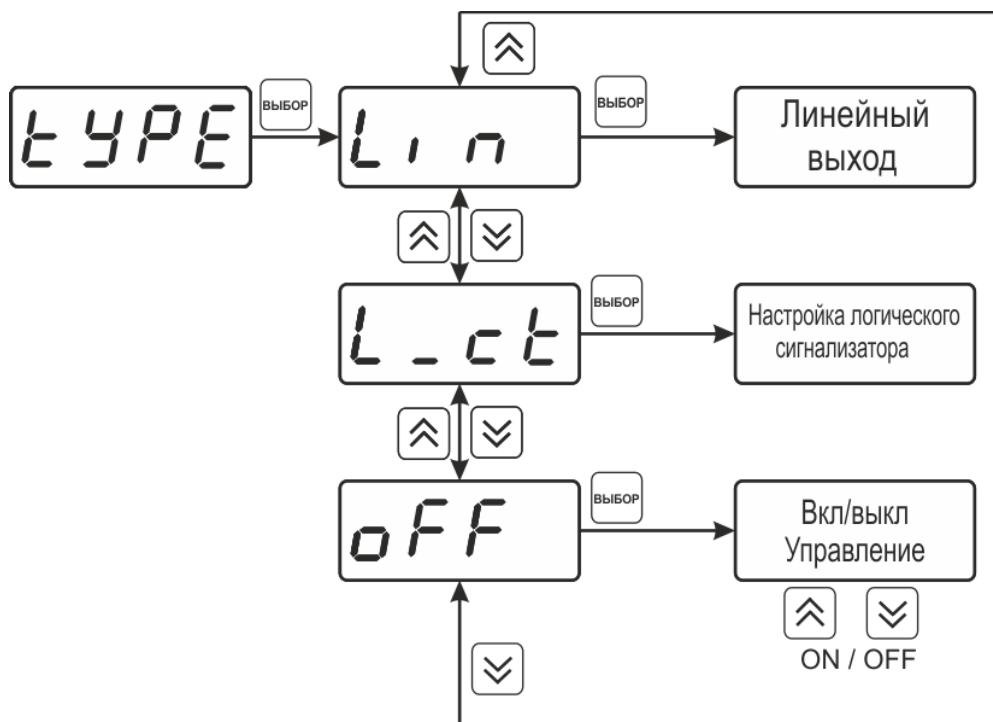 tYPE
ВЫБОР
Lin
ВЫБОР
Линейный
выход
L_ct
ВЫБОР
Настройка логического
сигнализатора
oFF
ВЫБОР
Вкл/выкл
Управление
ON / OFF